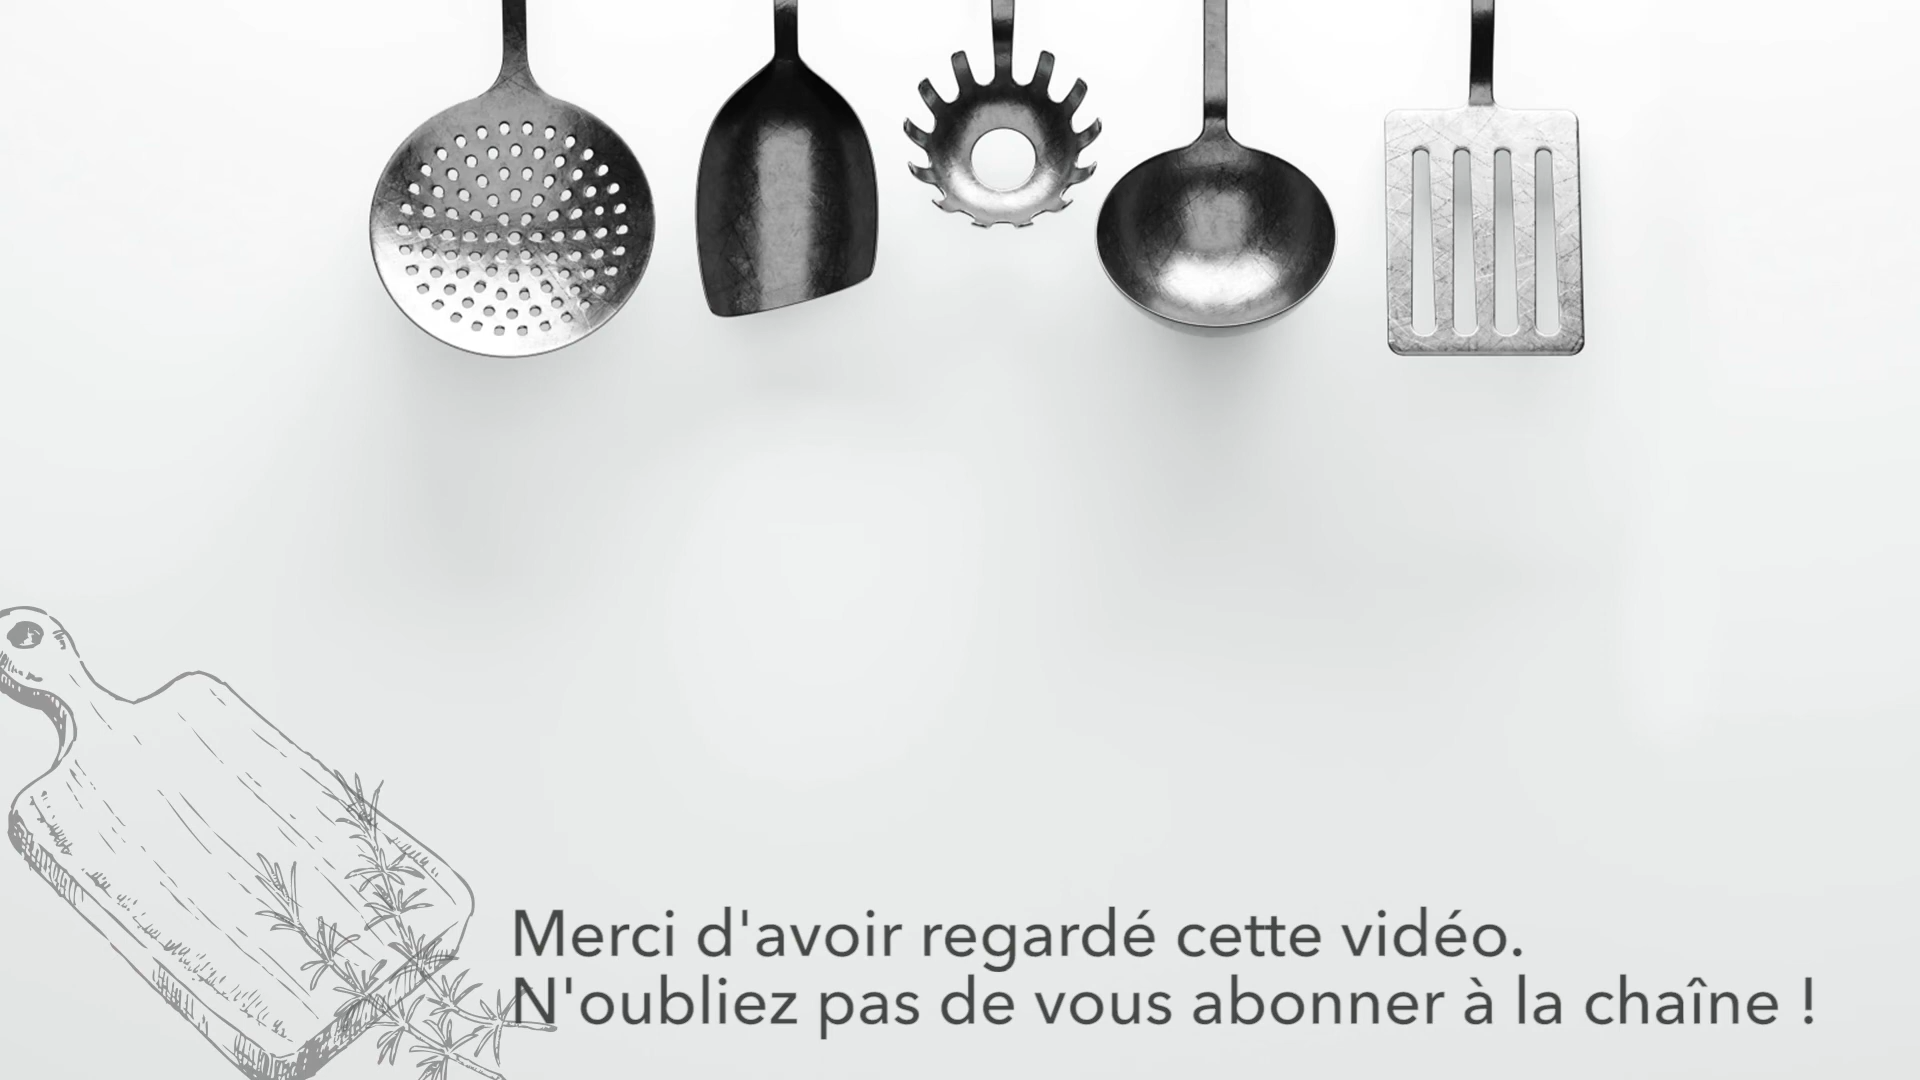 Merci d'avoir regardé cette vidéo.
N'oubliez pas de vous abonner à la chaîne !